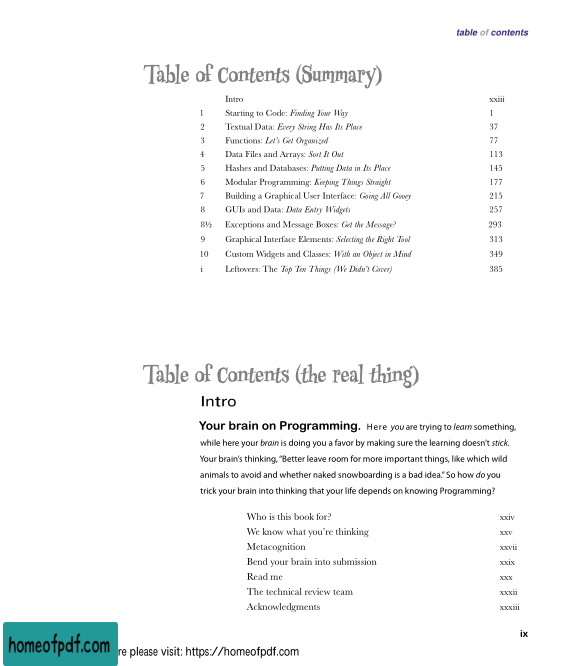 table of contents
Table of Contents (Summary)
Intro xxiii
1 Starting to Code: Finding Your Way 1
2 Textual Data: Every String Has Its Place 37
3 Functions: Let's Get Organized 77
4 Data Files and Arrays: Sort It Out 113
5 Hashes and Databases: Putting Data in Its Place 145
6 Modular Programming: Keeping Things Straight 177
7 Building a Graphical User Interface: Going All Gooey 215
8 GUIs and Data: Data Entry Widgets 257
8½ Exceptions and Message Boxes: Get the Message? 293
9 Graphical Interface Elements: Selecting the Right Tool 313
10 Custom Widgets and Classes: With an Object in Mind 349
i Leftovers: The Top Ten Things (We Didn't Cover) 385
Table of Contents (the real thing)
Intro
Your brain on Programming. Here you are trying to learn something,
while here your brain is doing you a favor by making sure the learning doesn't stick.
Your brain's thinking, "Better leave room for more important things, like which wild
animals to avoid and whether naked snowboarding is a bad idea." So how do you
trick your brain into thinking that your life depends on knowing Programming?
Who is this book for? xxiv
We know what you're thinking xxv
Metacognition xxvii
Bend your brain into submission xxix
Read me xxx
The technical review team xxxii
Acknowledgments xxxiii
ix
homeofpdf.com
re please visit: https://homeofpdf.com